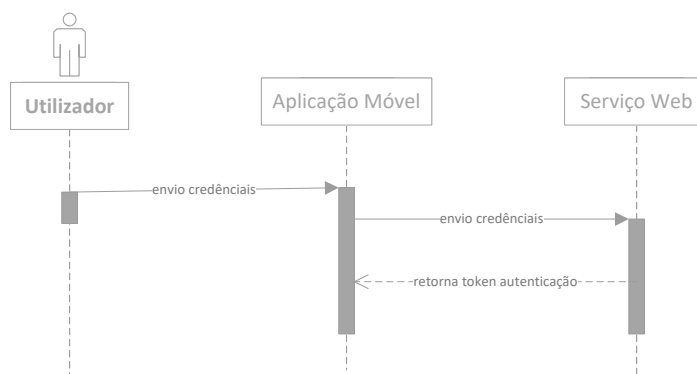 Utilizador
Aplicação Móvel
Serviço Web
envio credênciais
envio credênciais
retorna token autenticação